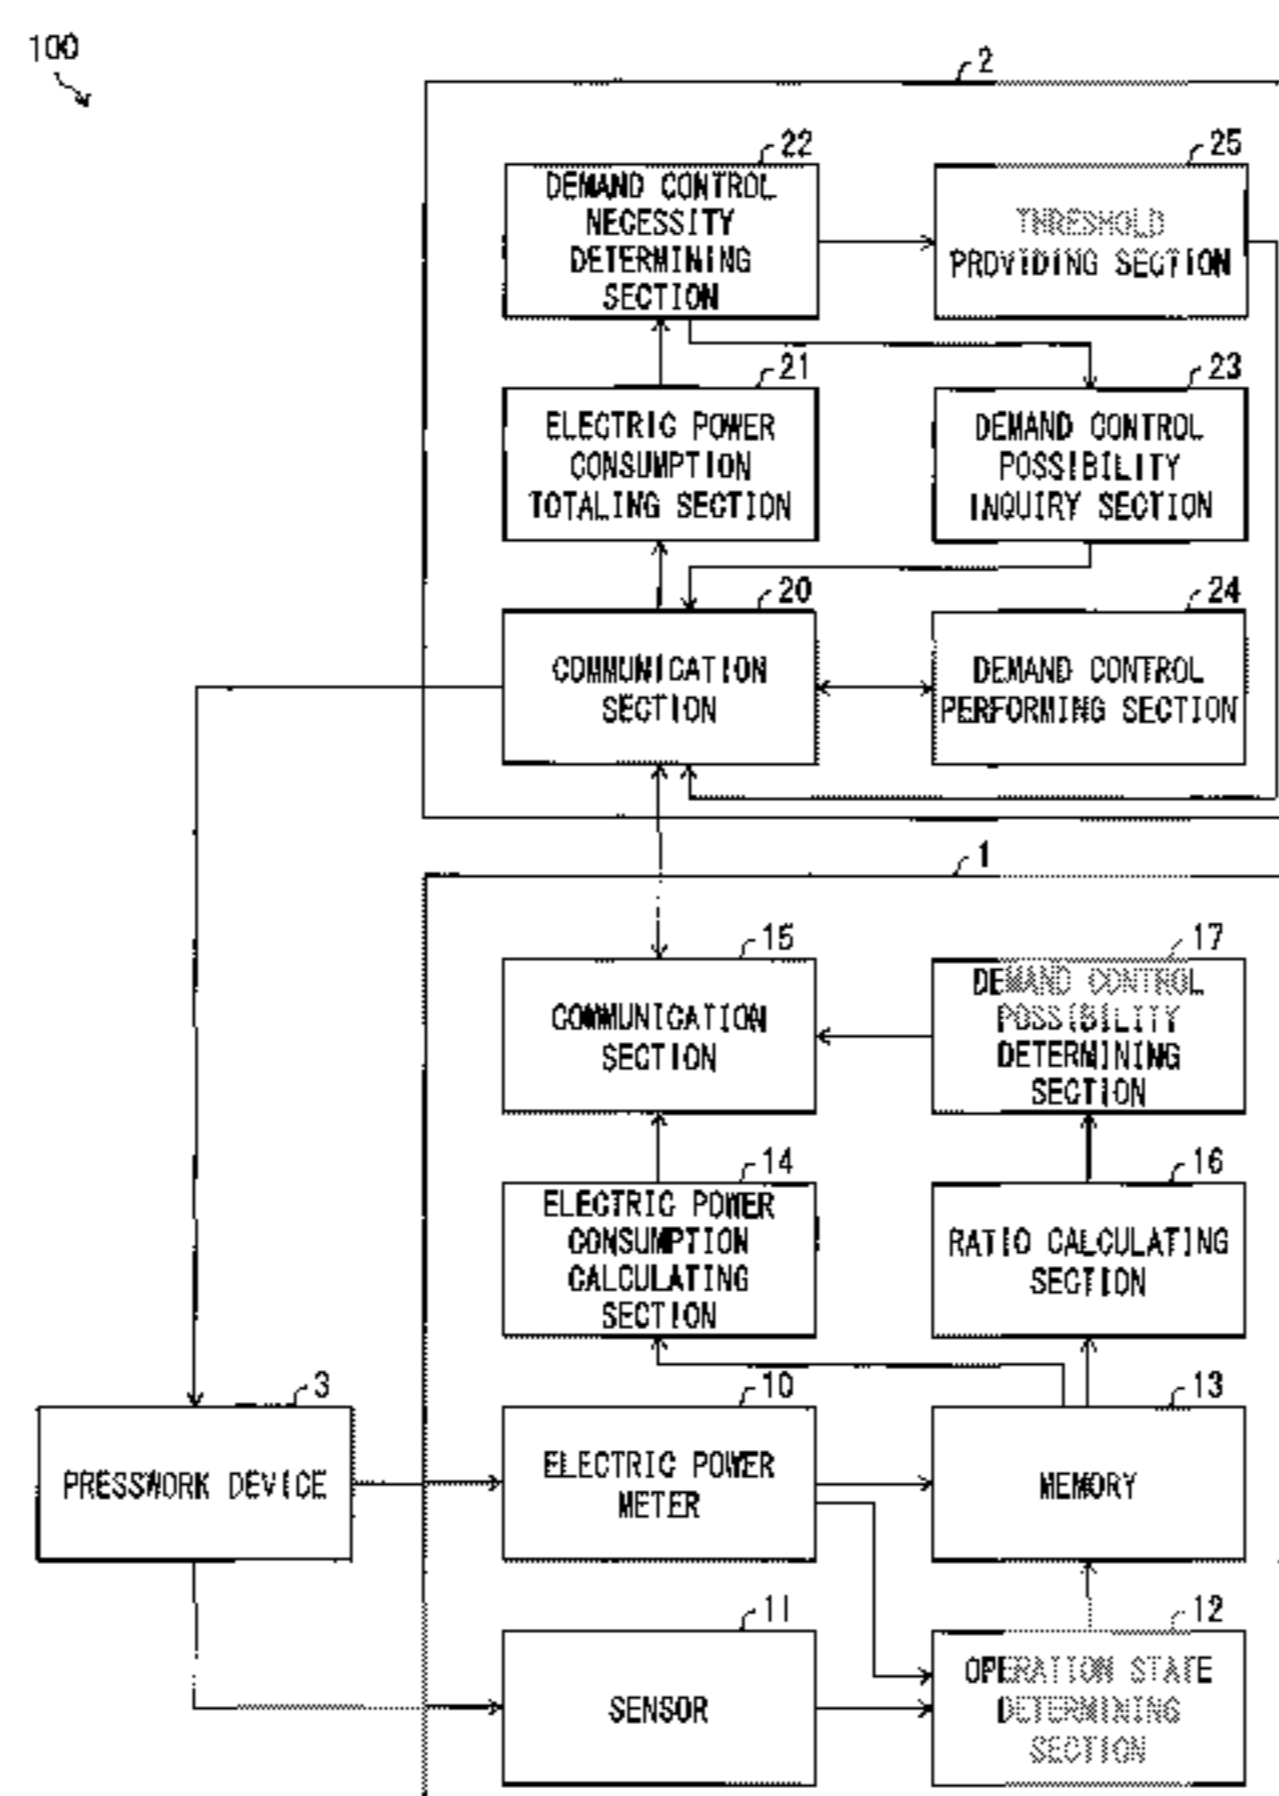 100
2
22
25
DEMAND CONTROL
NECESSITY
DETERMINING
SECTION
THRESHOLD
PROVIDING SECTION
21
23
ELECTRIC POWER
CONSUMPTION
TOTALING SECTION
DEMAND CONTROL
POSSIBILITY
INQUIRY SECTION
20
24
COMMUNICATION
SECTION
DEMAND CONTROL
PERFORMING SECTION
1
15
17
COMMUNICATION
SECTION
DEMAND CONTROL
POSSIBILITY
DETERMINING
SECTION
14
16
ELECTRIC POWER
CONSUMPTION
CALCULATING
SECTION
RATIO CALCULATING
SECTION
3
10
13
PRESSWORK DEVICE
ELECTRIC POWER
METER
MEMORY
11
12
SENSOR
OPERATION STATE
DETERMINING
SECTION